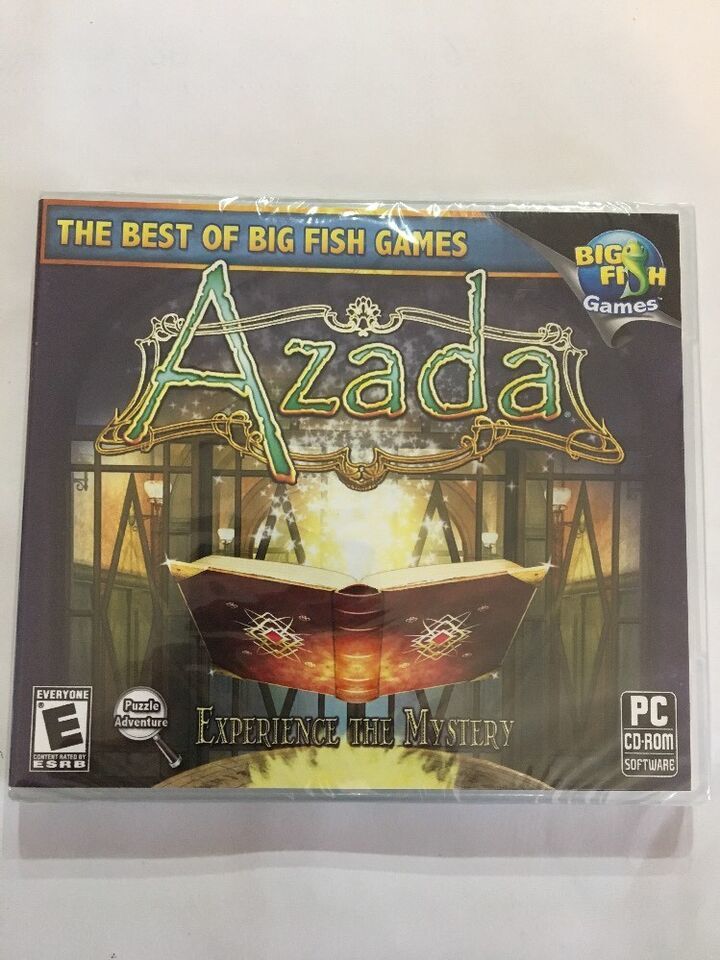 THE BEST OF BIG FISH GAMES
BIG
FISH
Games™
Azada
EXPERIENCE THE MYSTERY
EVERYONE
E
CONTENT RATED BY
ESRB
Puzzle
Adventure
PC
CD-ROM
SOFTWARE